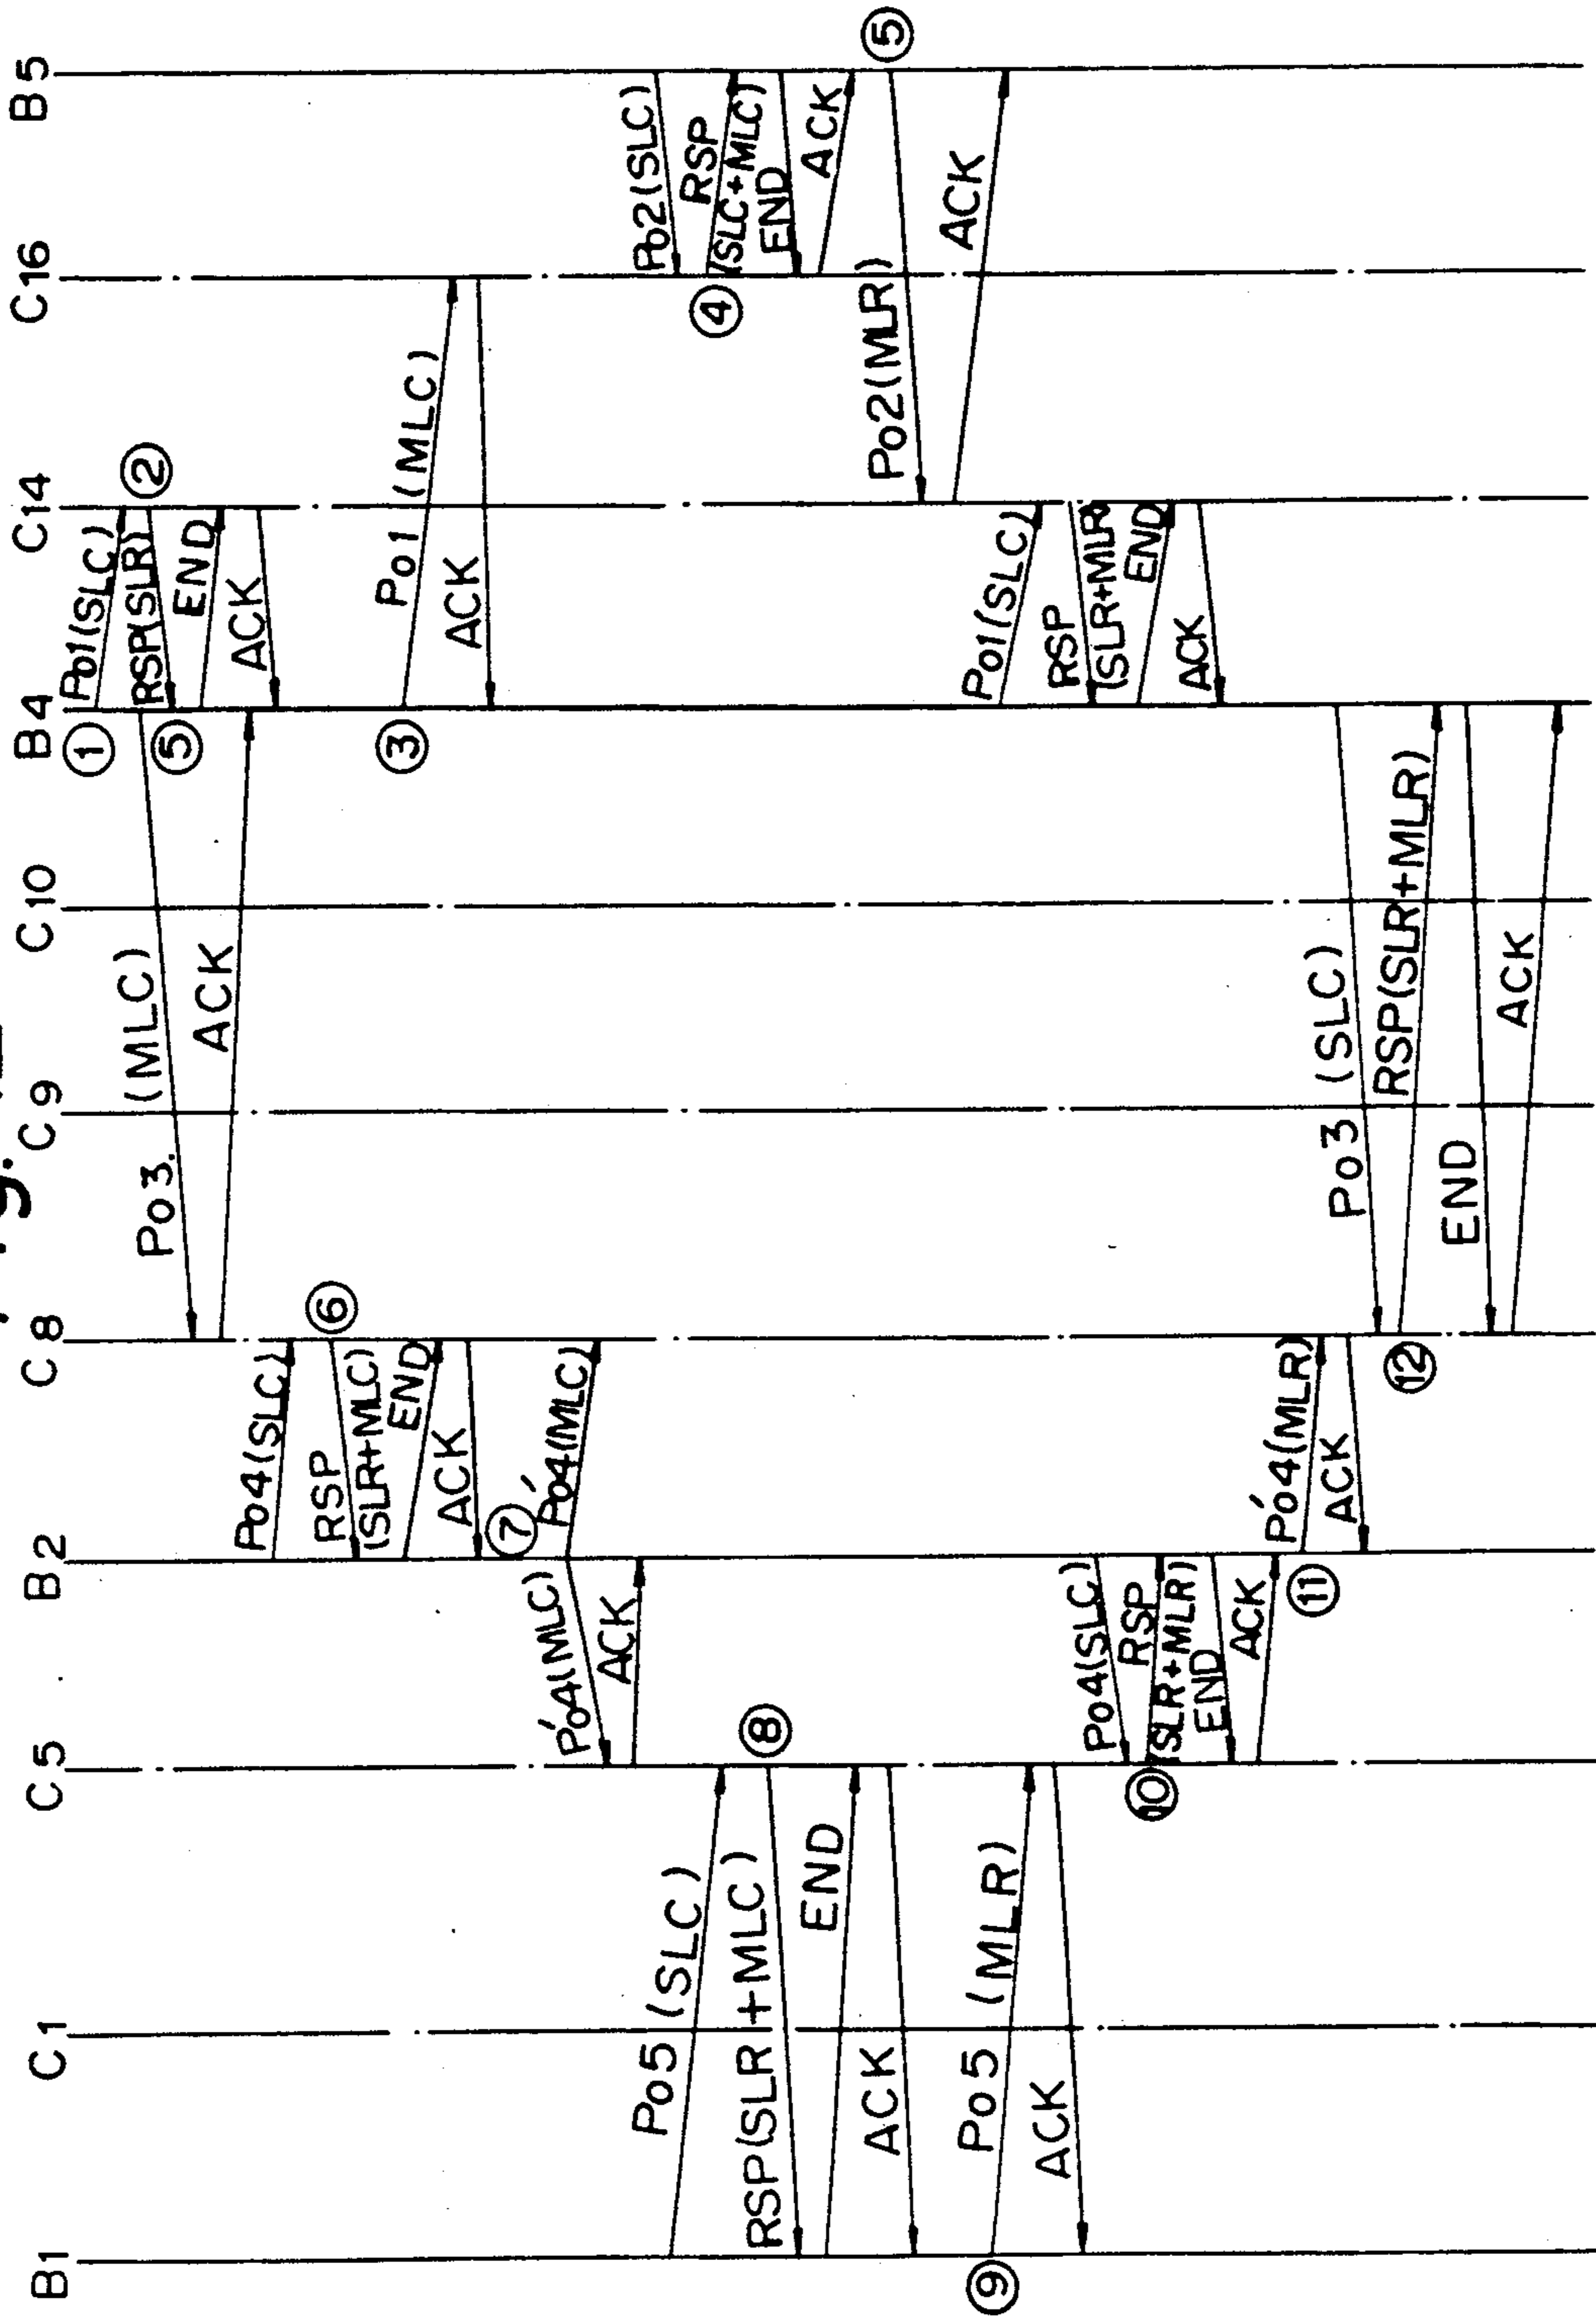 Fig.
B1
C1
C5
B2
C8
C9
C10
B4
C14
C16
B5
①
Po1(SLC)
②
RSP(SLR)
⑤
END
ACK
Po3
(MLC)
ACK
Po4(SLC)
⑥
RSP
(SLR+MLC)
END
ACK
③
Po1 (MLC)
ACK
⑦
P'o4(MLC)
P'o4(MLC)
ACK
Po5 (SLC)
⑧
RSP(SLR+MLC)
END
ACK
Po2(SLC)
RSP
④
(SLC+MLC)
END
ACK
⑤
Po2(MLR)
ACK
⑨
Po5 (MLR)
ACK
Po1(SLC)
RSP
(SLR+MLR)
END
ACK
Po4(SLC)
RSP
⑩
(SLR+MLR)
END
ACK
⑪
P'o4(MLR)
ACK
Po3 (SLC)
⑫
RSP(SLR+MLR)
END
ACK